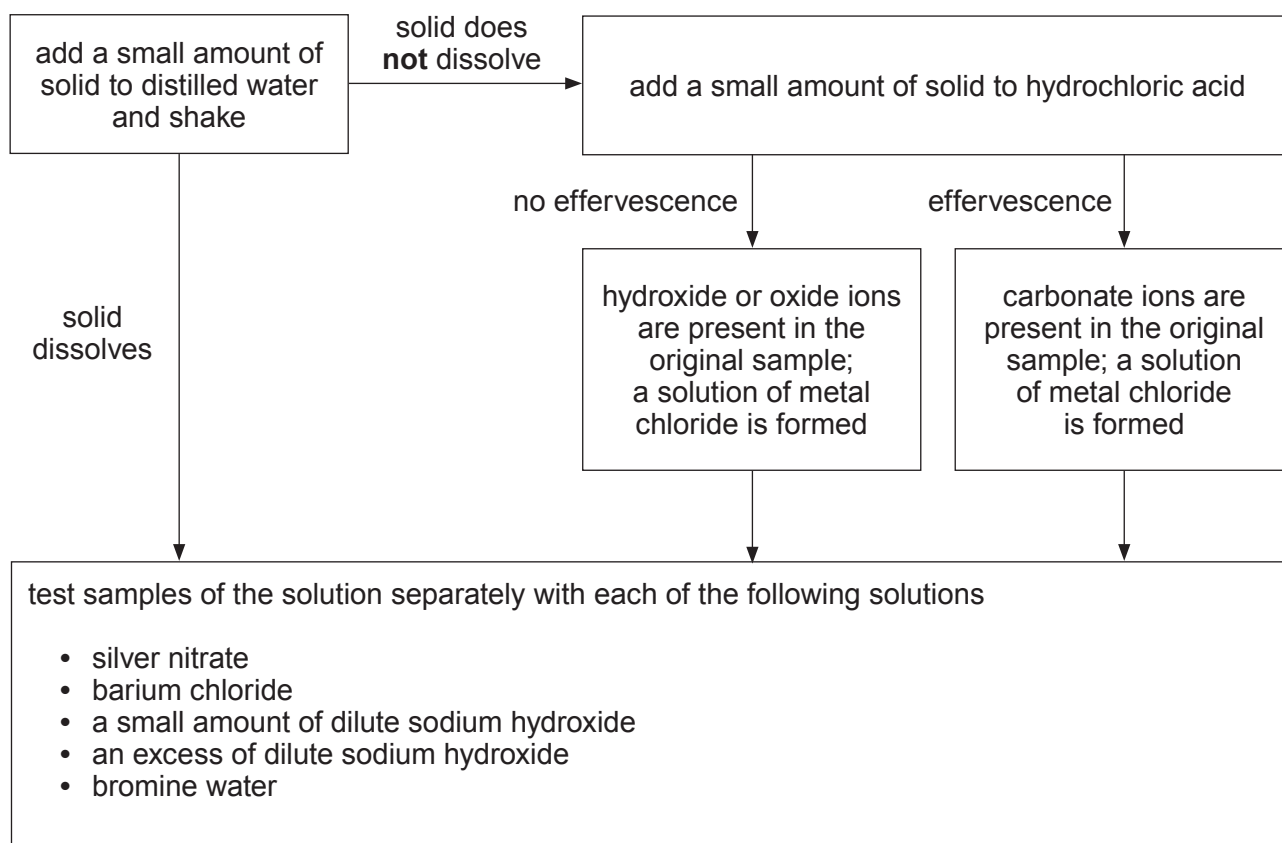 add a small amount of
solid to distilled water
and shake
solid does
not dissolve
add a small amount of solid to hydrochloric acid
no effervescence
effervescence
solid
dissolves
hydroxide or oxide ions
are present in the
original sample;
a solution of metal
chloride is formed
carbonate ions are
present in the original
sample; a solution
of metal chloride
is formed
test samples of the solution separately with each of the following solutions
• silver nitrate
• barium chloride
• a small amount of dilute sodium hydroxide
• an excess of dilute sodium hydroxide
• bromine water